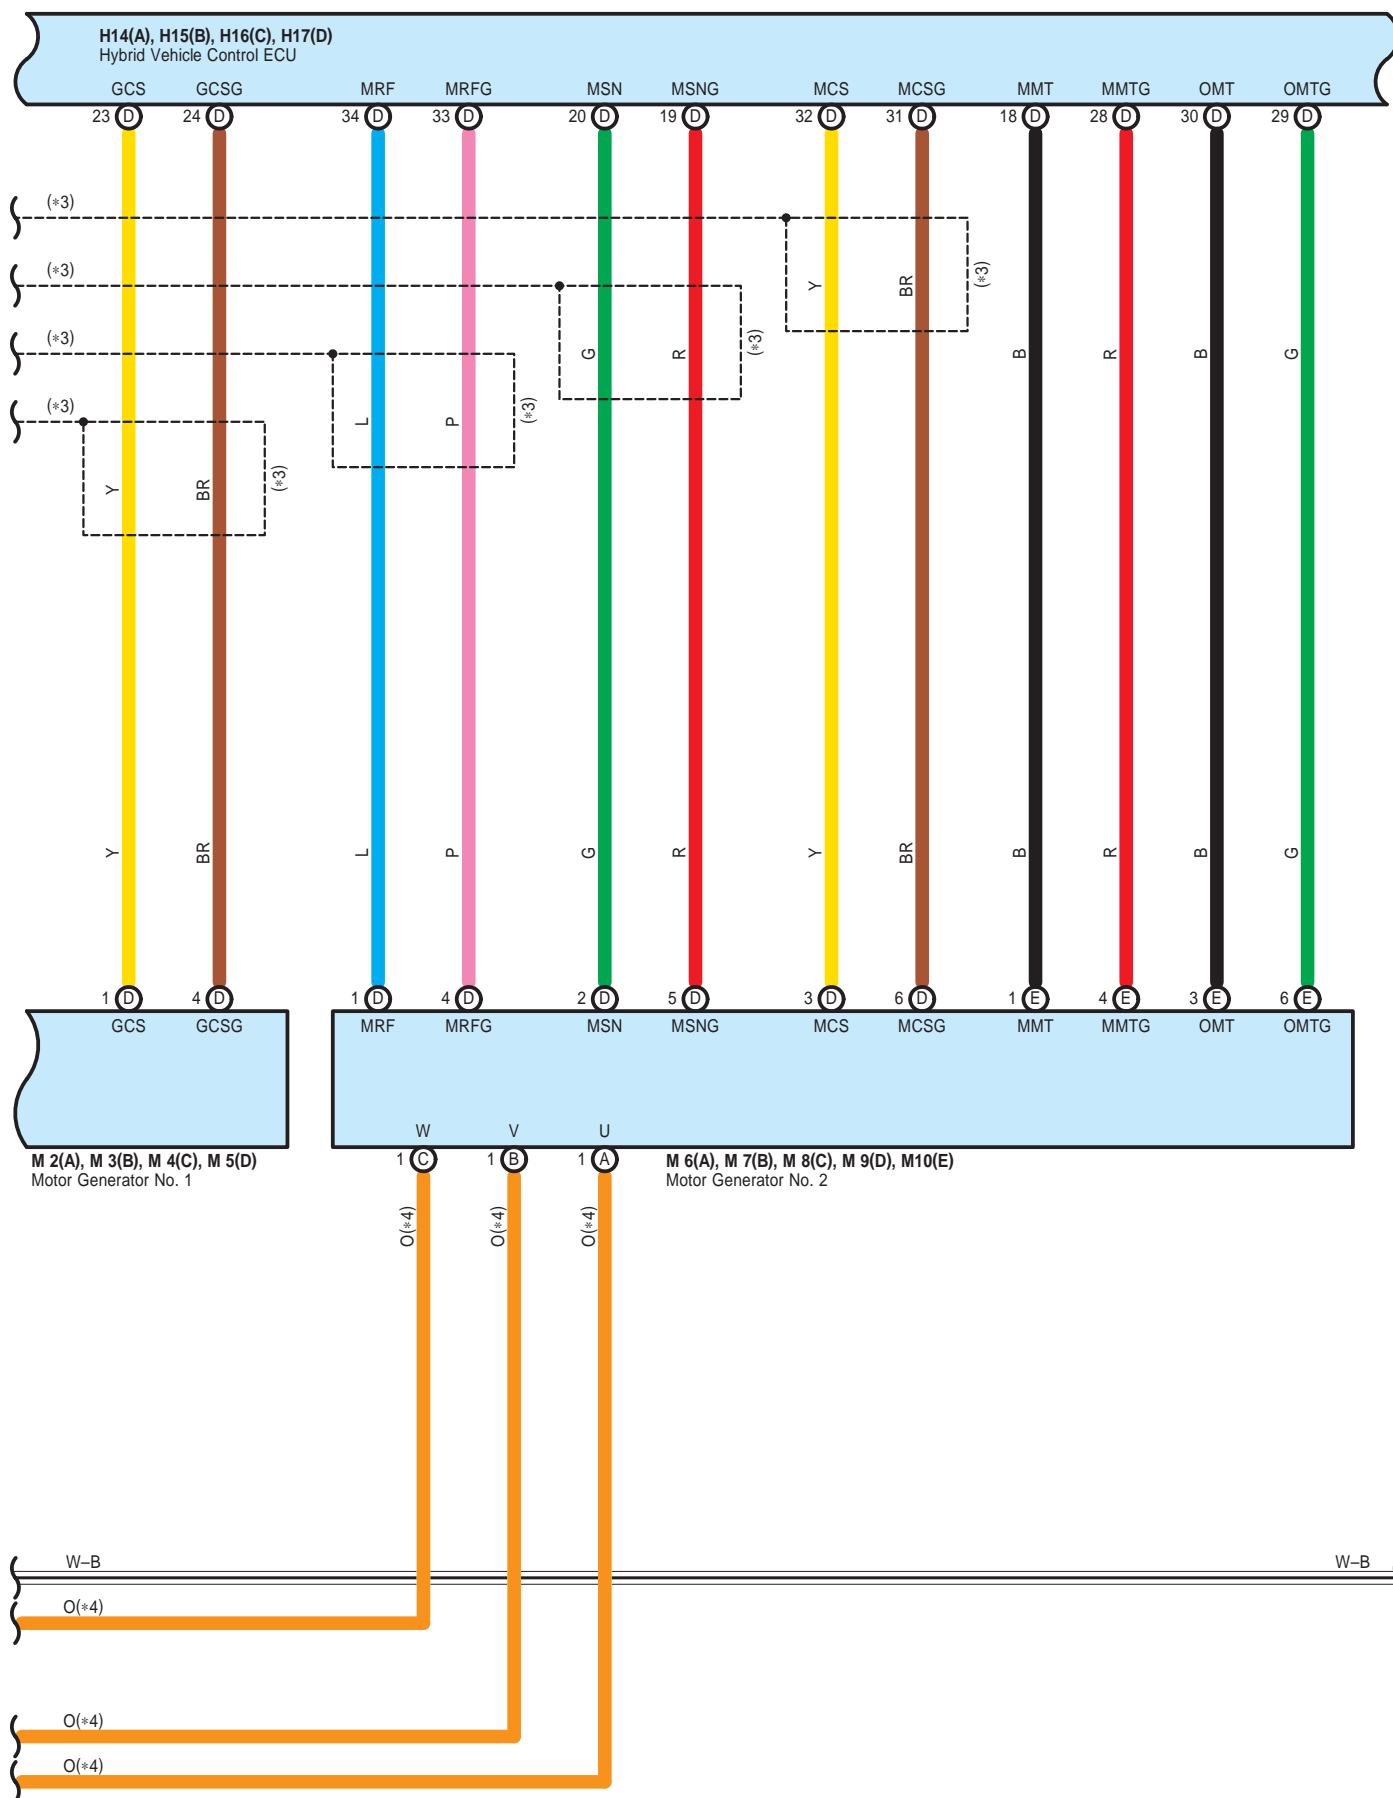 H14(A), H15(B), H16(C), H17(D)
Hybrid Vehicle Control ECU
GCS GCSG MRF MRFG MSN MSNG MCS MCSG MMT MMTG OMT OMTG
23 D 24 D 34 D 33 D 20 D 19 D 32 D 31 D 18 D 28 D 30 D 29 D
(*3)
(*3) Y BR (*3)
(*3) G R (*3) B R B G
(*3) L P (*3)
Y BR (*3)
Y BR L P G R Y BR B R B G
1 D 4 D 1 D 4 D 2 D 5 D 3 D 6 D 1 E 4 E 3 E 6 E
GCS GCSG MRF MRFG MSN MSNG MCS MCSG MMT MMTG OMT OMTG
W V U
1 C 1 B 1 A
M 2(A), M 3(B), M 4(C), M 5(D)
Motor Generator No. 1
M 6(A), M 7(B), M 8(C), M 9(D), M10(E)
Motor Generator No. 2
O(*4) O(*4) O(*4)
W–B W–B
O(*4)
O(*4)
O(*4)